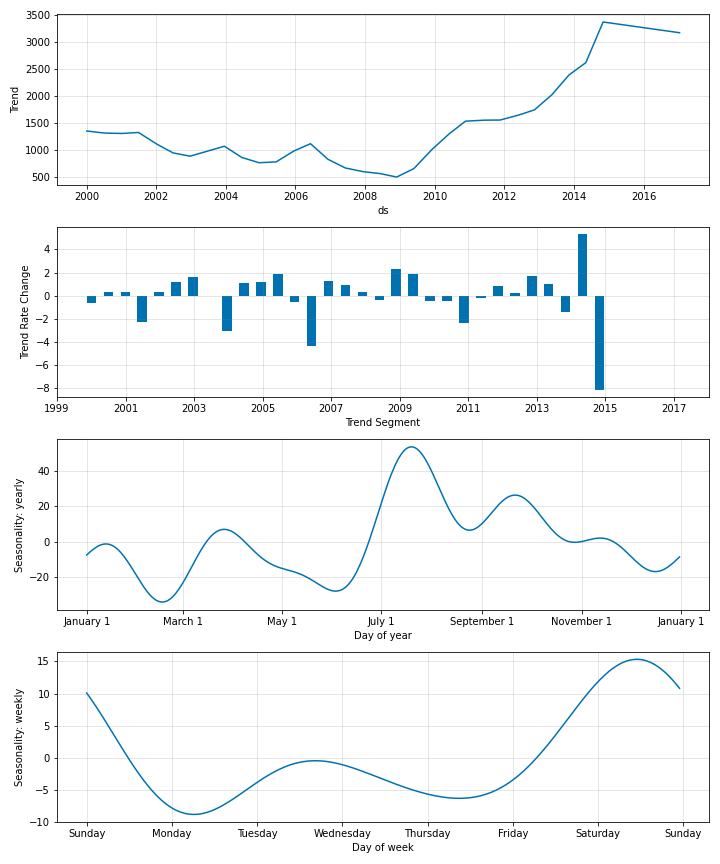 3500
3000
2500
2000
1500
1000
500
Trend
2000 2002 2004 2006 2008 2010 2012 2014 2016
ds
4
2
0
−2
−4
−6
−8
Trend Rate Change
1999 2001 2003 2005 2007 2009 2011 2013 2015 2017
Trend Segment
40
20
0
−20
Seasonality: yearly
January 1 March 1 May 1 July 1 September 1 November 1 January 1
Day of year
15
10
5
0
−5
−10
Seasonality: weekly
Sunday Monday Tuesday Wednesday Thursday Friday Saturday Sunday
Day of week